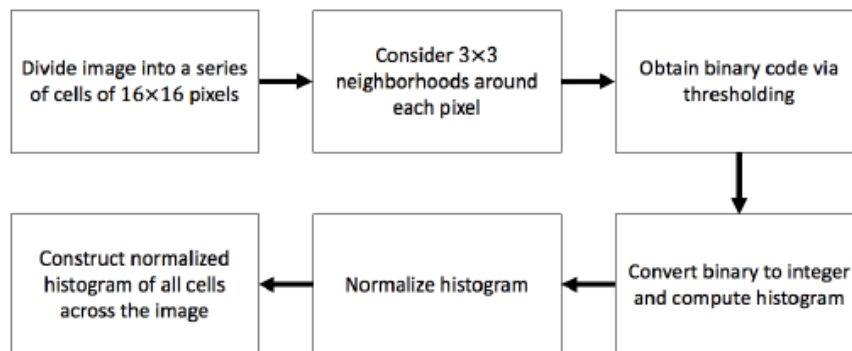 Divide image into a series
of cells of 16×16 pixels
Consider 3×3
neighborhoods around
each pixel
Obtain binary code via
thresholding
Convert binary to integer
and compute histogram
Normalize histogram
Construct normalized
histogram of all cells
across the image